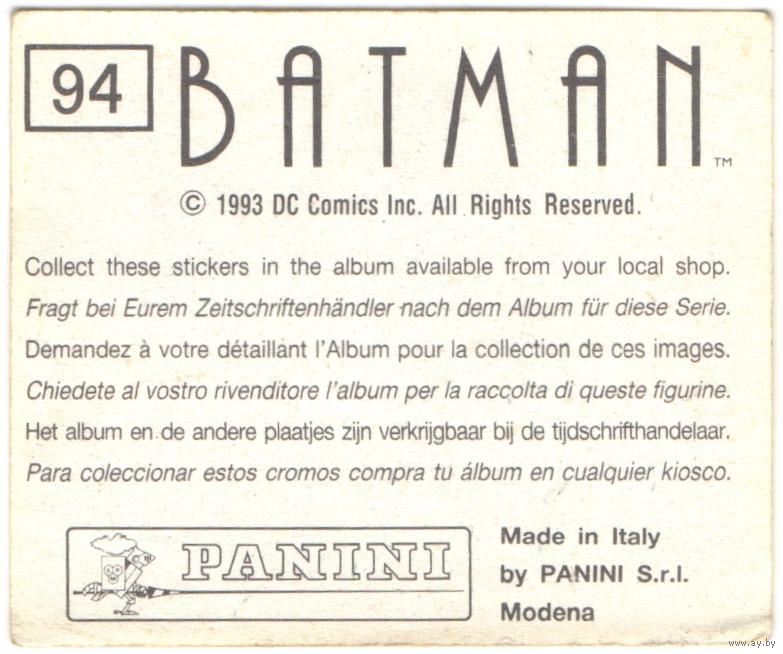 94 BATMAN™
© 1993 DC Comics Inc. All Rights Reserved.
Collect these stickers in the album available from your local shop.
Fragt bei Eurem Zeitschriftenhändler nach dem Album für diese Serie.
Demandez à votre détaillant l'Album pour la collection de ces images.
Chiedete al vostro rivenditore l'album per la raccolta di queste figurine.
Het album en de andere plaatjes zijn verkrijgbaar bij de tijdschrifthandelaar.
Para coleccionar estos cromos compra tu álbum en cualquier kiosco.
PANINI
Made in Italy
by PANINI S.r.l.
Modena
www.ay.by